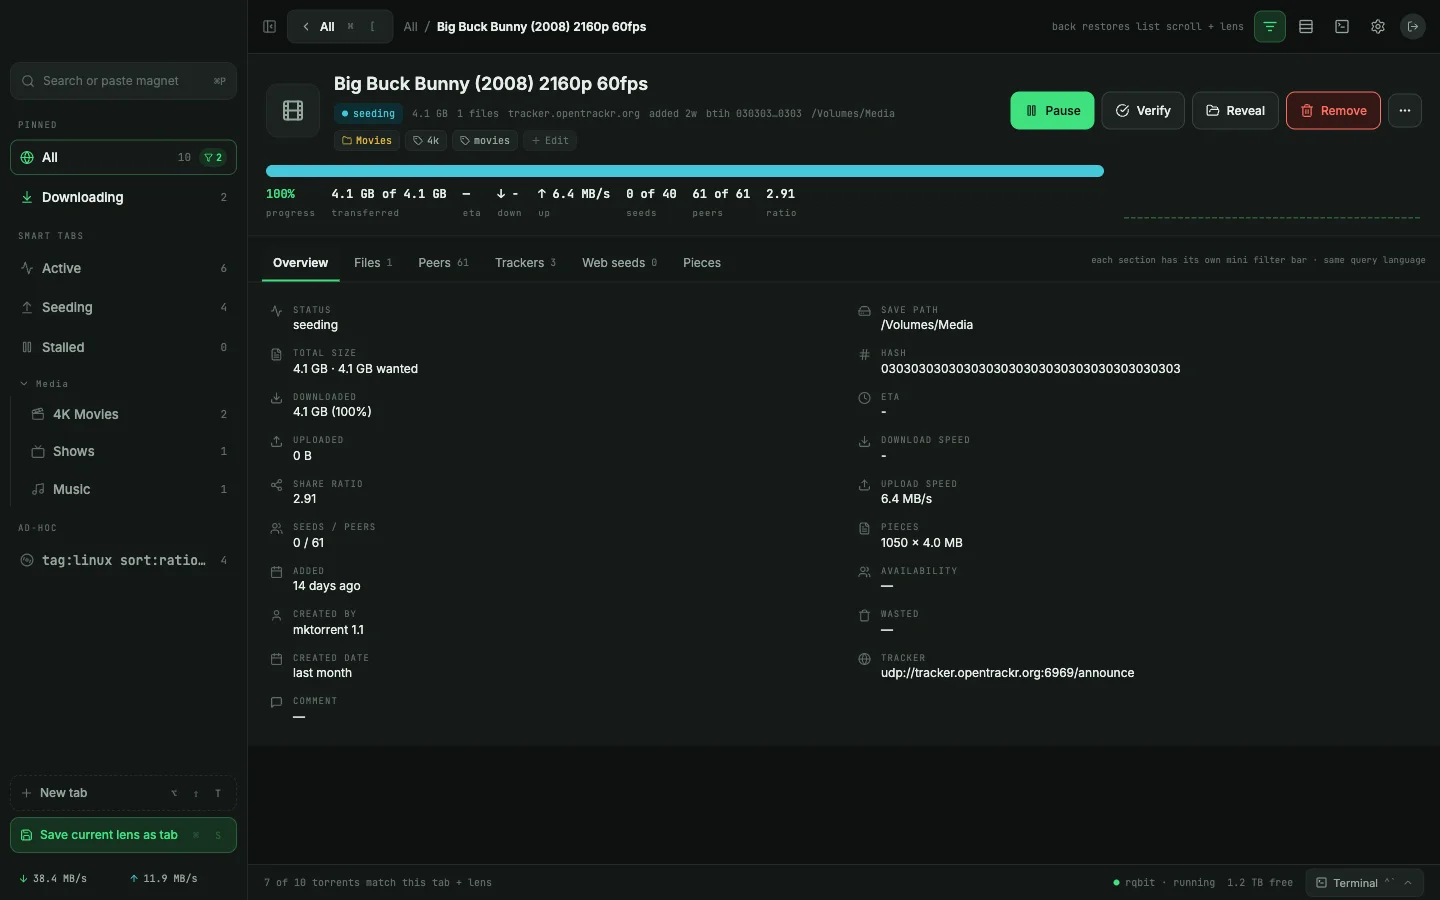 All ⌘ [
All / Big Buck Bunny (2008) 2160p 60fps
back restores list scroll + lens
Search or paste magnet ⌘P
PINNED
All 10 2
Downloading 2
SMART TABS
Active 6
Seeding 4
Stalled 0
Media
4K Movies 2
Shows 1
Music 1
AD-HOC
tag:linux sort:ratio… 4
New tab ⌥ ⇧ T
Save current lens as tab ⌘ S
↓ 38.4 MB/s ↑ 11.9 MB/s
Big Buck Bunny (2008) 2160p 60fps
seeding 4.1 GB 1 files tracker.opentrackr.org added 2w btih 030303…0303 /Volumes/Media
Movies 4k movies + Edit
Pause Verify Reveal Remove ···
100% 4.1 GB of 4.1 GB — ↓ - ↑ 6.4 MB/s 0 of 40 61 of 61 2.91
progress transferred eta down up seeds peers ratio
Overview Files 1 Peers 61 Trackers 3 Web seeds 0 Pieces
each section has its own mini filter bar · same query language
STATUS
seeding
TOTAL SIZE
4.1 GB · 4.1 GB wanted
DOWNLOADED
4.1 GB (100%)
UPLOADED
0 B
SHARE RATIO
2.91
SEEDS / PEERS
0 / 61
ADDED
14 days ago
CREATED BY
mktorrent 1.1
CREATED DATE
last month
COMMENT
—
SAVE PATH
/Volumes/Media
HASH
0303030303030303030303030303030303030303
ETA
-
DOWNLOAD SPEED
-
UPLOAD SPEED
6.4 MB/s
PIECES
1050 × 4.0 MB
AVAILABILITY
—
WASTED
—
TRACKER
udp://tracker.opentrackr.org:6969/announce
7 of 10 torrents match this tab + lens
rqbit · running 1.2 TB free Terminal ⌃`